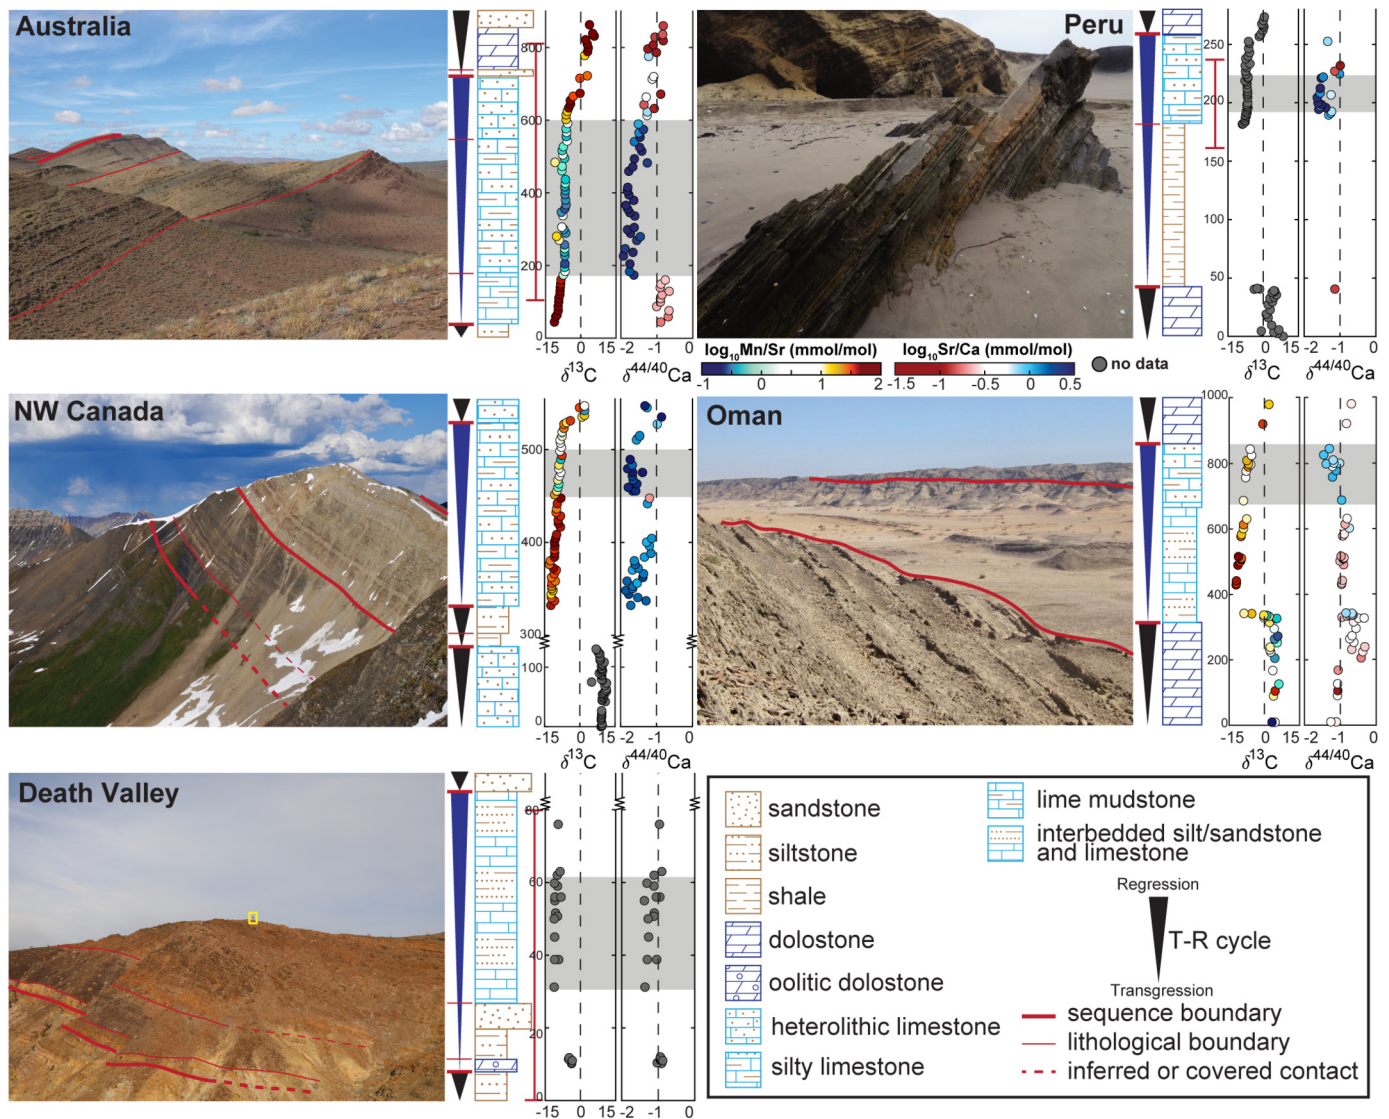 Australia
800
600
400
200
0
-15
0
15
-2
-1
0
δ13C
δ44/40Ca
Peru
250
200
150
100
50
0
-15
0
15
-2
-1
0
δ13C
δ44/40Ca
log10Mn/Sr (mmol/mol)
-1
0
1
2
log10Sr/Ca (mmol/mol)
-1.5
-1
-0.5
0
0.5
no data
NW Canada
500
400
300
100
0
-15
0
15
-2
-1
0
δ13C
δ44/40Ca
Oman
1000
800
600
400
200
0
-15
0
15
-2
-1
0
δ13C
δ44/40Ca
Death Valley
80
60
40
20
0
-15
0
15
-2
-1
0
sandstone
siltstone
shale
dolostone
oolitic dolostone
heterolithic limestone
silty limestone
lime mudstone
interbedded silt/sandstone
and limestone
Regression
T-R cycle
Transgression
sequence boundary
lithological boundary
inferred or covered contact